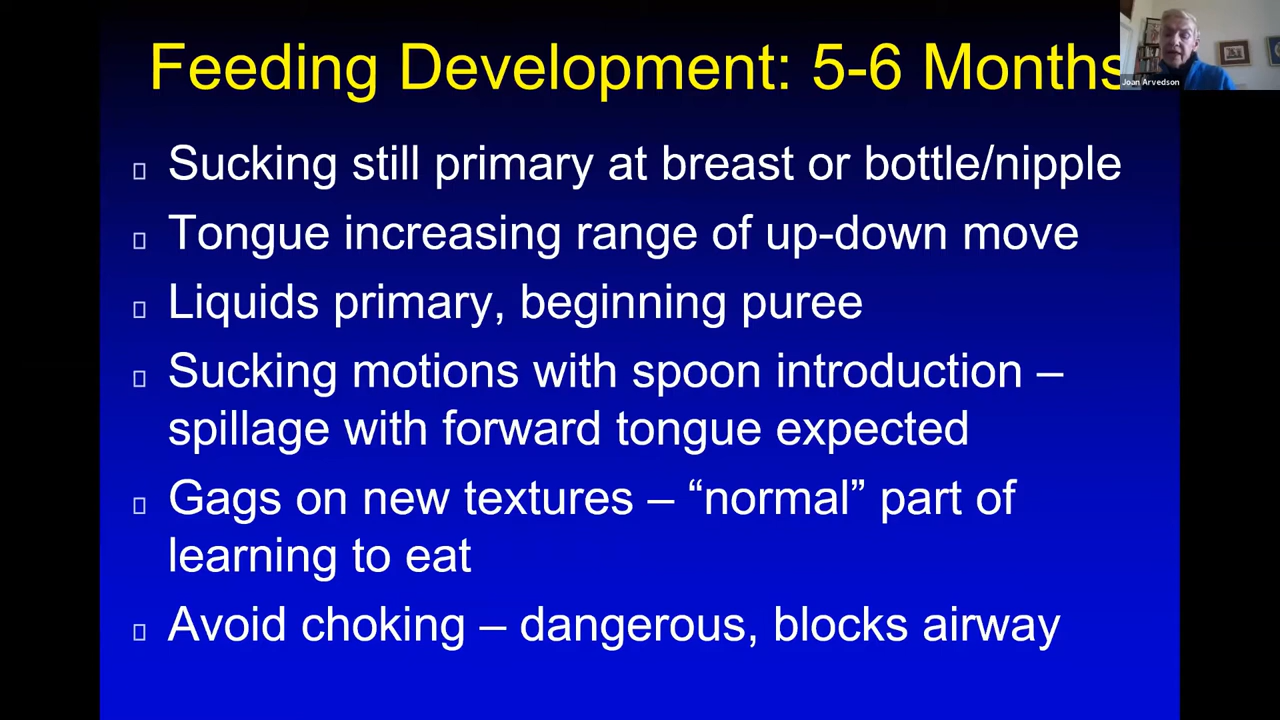 Feeding Development: 5-6 Months
Joan Arvedson
Sucking still primary at breast or bottle/nipple
Tongue increasing range of up-down move
Liquids primary, beginning puree
Sucking motions with spoon introduction –
spillage with forward tongue expected
Gags on new textures – “normal” part of
learning to eat
Avoid choking – dangerous, blocks airway